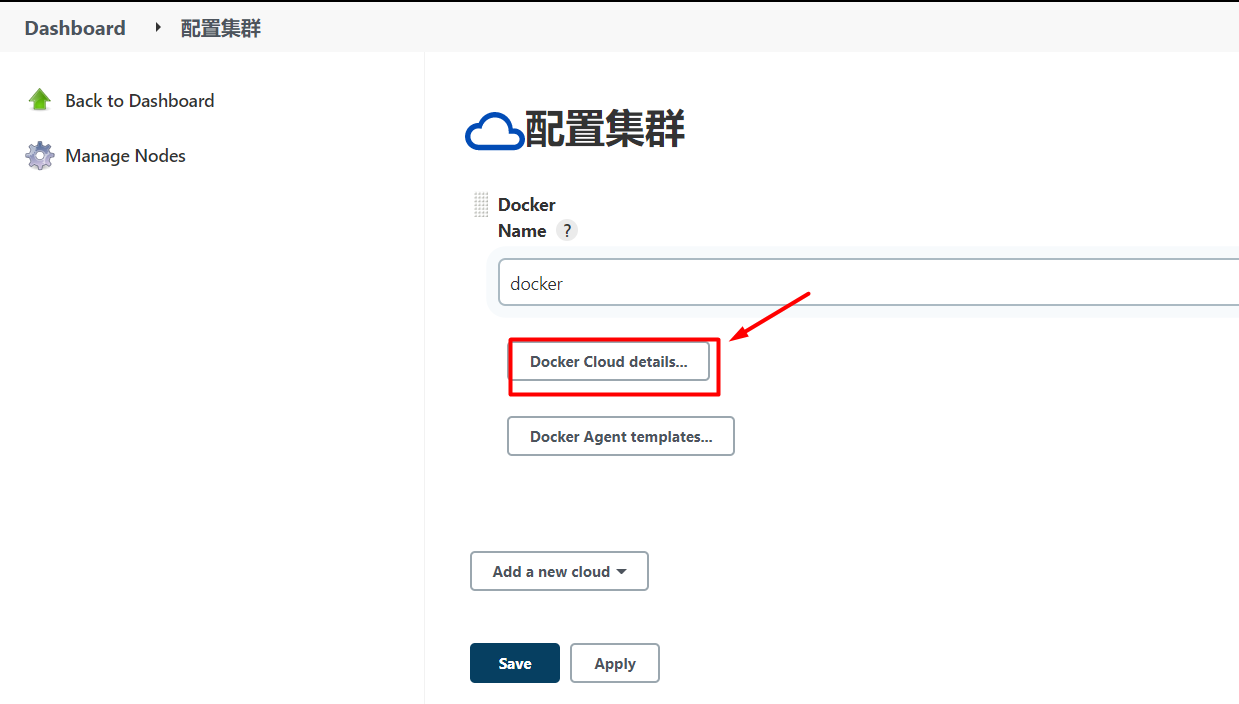 Dashboard 配置集群
Back to Dashboard
Manage Nodes
配置集群
Docker
Name ?
docker
Docker Cloud details...
Docker Agent templates...
Add a new cloud
Save Apply